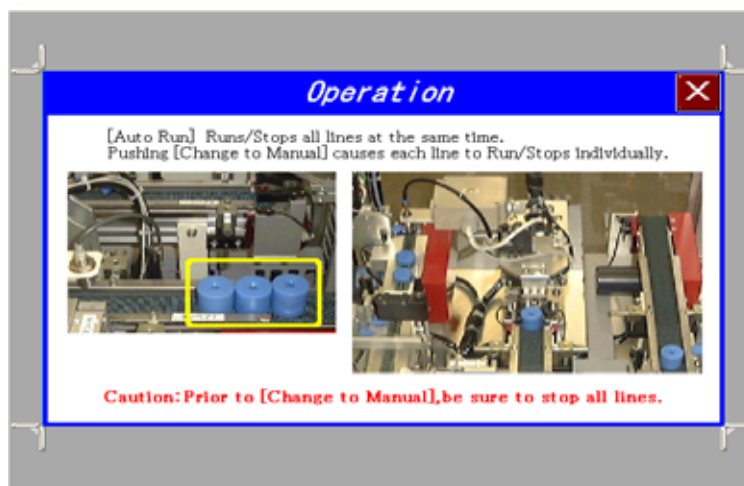 Operation
[Auto Run] Runs/Stops all lines at the same time.
Pushing [Change to Manual] causes each line to Run/Stops individually.
Caution:Prior to [Change to Manual],be sure to stop all lines.